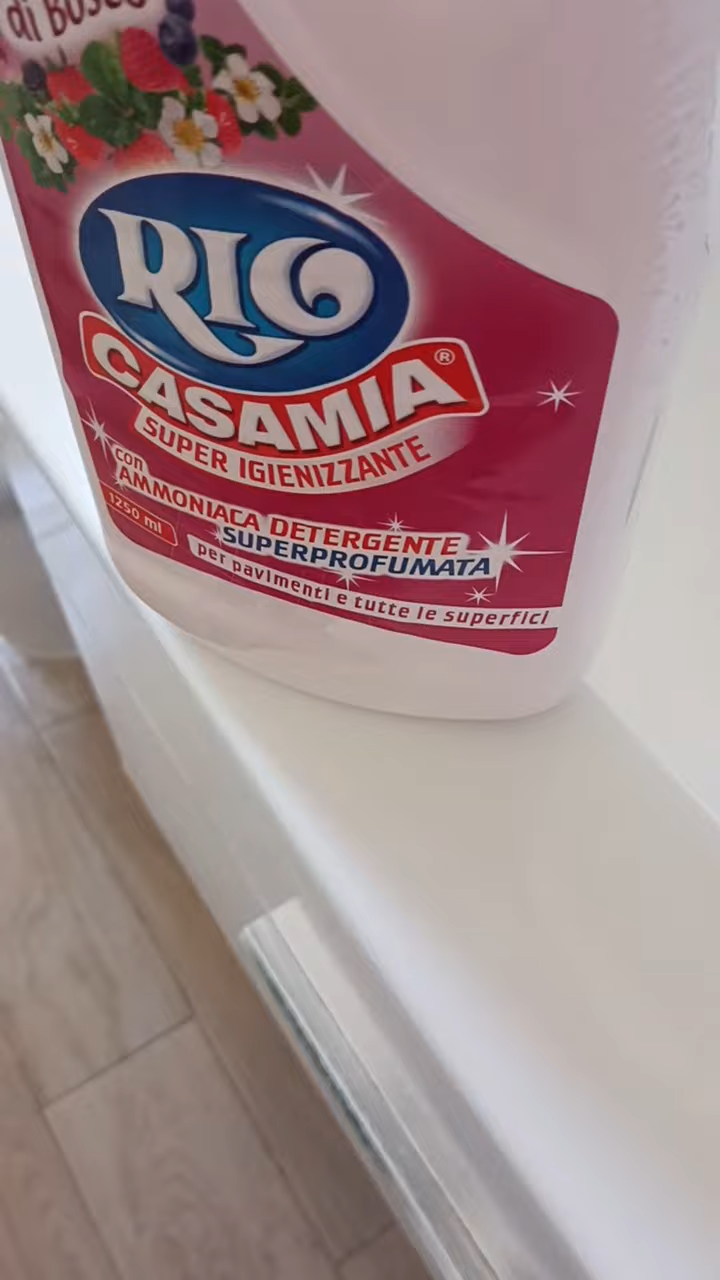 di Bosco
RIO
CASAMIA®
SUPER IGIENIZZANTE
con
AMMONIACA DETERGENTE
SUPERPROFUMATA
1250 ml
per pavimenti e tutte le superfici